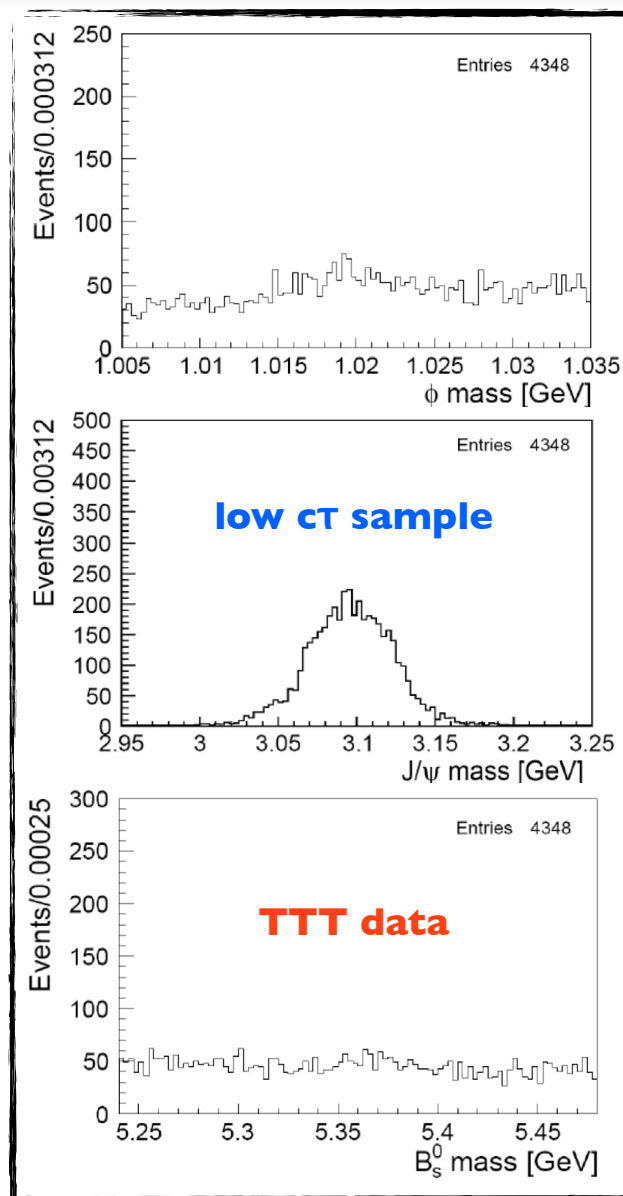 Events/0.000312
250
200
150
100
50
0
Entries 4348
1.005 1.01 1.015 1.02 1.025 1.03 1.035
ϕ mass [GeV]
Events/0.00312
500
450
400
350
300
250
200
150
100
50
0
Entries 4348
low cτ sample
2.95 3 3.05 3.1 3.15 3.2 3.25
J/ψ mass [GeV]
Events/0.00025
300
250
200
150
100
50
0
Entries 4348
TTT data
5.25 5.3 5.35 5.4 5.45
B⁰ₛ mass [GeV]